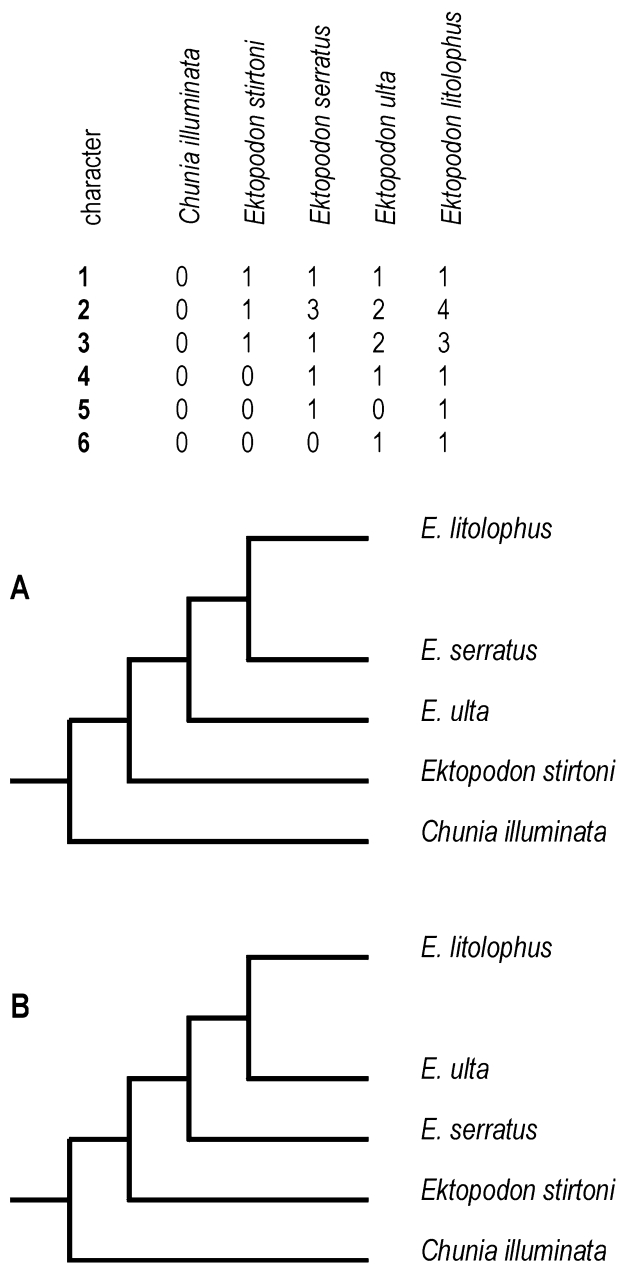 character Chunia illuminata Ektopodon stirtoni Ektopodon serratus Ektopodon ulta Ektopodon litolophus
1 0 1 1 1 1
2 0 1 3 2 4
3 0 1 1 2 3
4 0 0 1 1 1
5 0 0 1 0 1
6 0 0 0 1 1
E. litolophus
A
E. serratus
E. ulta
Ektopodon stirtoni
Chunia illuminata
E. litolophus
B
E. ulta
E. serratus
Ektopodon stirtoni
Chunia illuminata